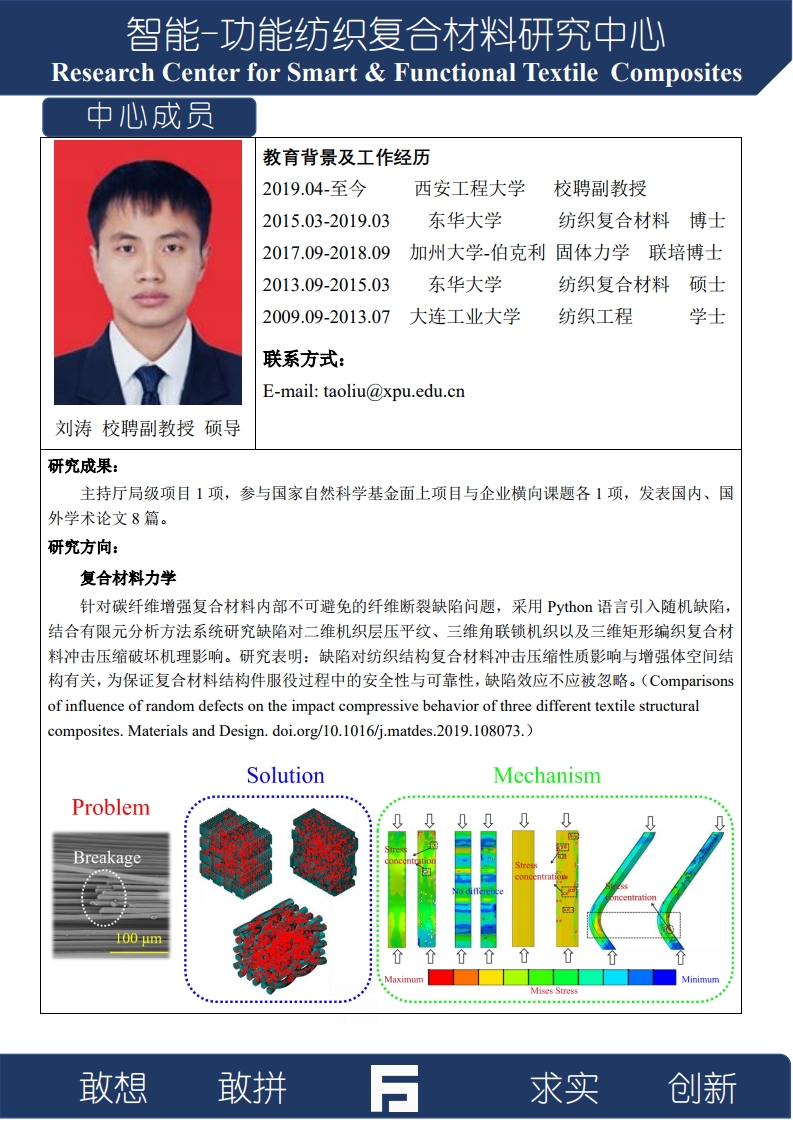 智能-功能纺织复合材料研究中心
Research Center for Smart & Functional Textile Composites
中心成员
教育背景及工作经历
2019.04-至今 西安工程大学 校聘副教授
2015.03-2019.03 东华大学 纺织复合材料 博士
2017.09-2018.09 加州大学-伯克利 固体力学 联培博士
2013.09-2015.03 东华大学 纺织复合材料 硕士
2009.09-2013.07 大连工业大学 纺织工程 学士
联系方式：
E-mail: taoliu@xpu.edu.cn
刘涛 校聘副教授 硕导
研究成果：
主持厅局级项目 1 项，参与国家自然科学基金面上项目与企业横向课题各 1 项，发表国内、国
外学术论文 8 篇。
研究方向：
复合材料力学
针对碳纤维增强复合材料内部不可避免的纤维断裂缺陷问题，采用 Python 语言引入随机缺陷，
结合有限元分析方法系统研究缺陷对二维机织层压平纹、三维角联锁机织以及三维矩形编织复合材
料冲击压缩破坏机理影响。研究表明：缺陷对纺织结构复合材料冲击压缩性质影响与增强体空间结
构有关，为保证复合材料结构件服役过程中的安全性与可靠性，缺陷效应不应被忽略。（Comparisons
of influence of random defects on the impact compressive behavior of three different textile structural
composites. Materials and Design. doi.org/10.1016/j.matdes.2019.108073.）
Problem
Solution
Mechanism
Breakage
100 μm
Stress
concentration
No difference
Stress
concentration
Stress
concentration
Maximum
Minimum
Mises Stress
敢想 敢拼 求实 创新